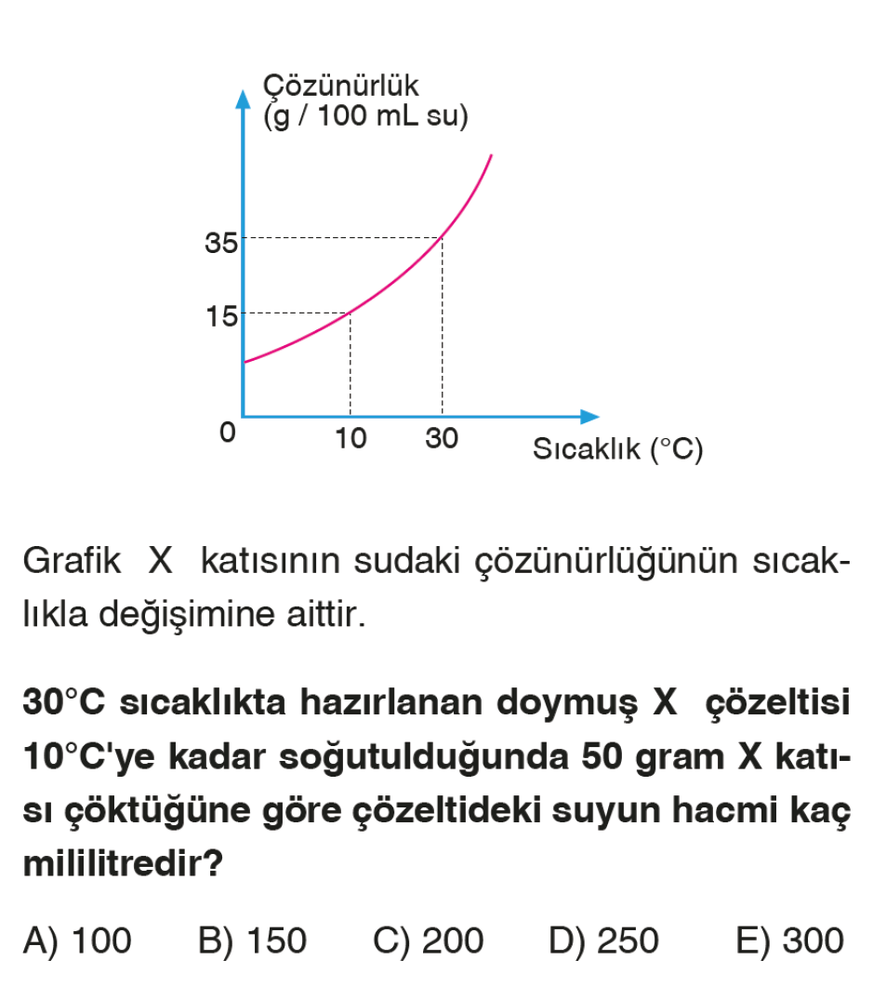 Çözünürlük
(g / 100 mL su)
35
15
0
10
30
Sıcaklık (°C)
Grafik X katısının sudaki çözünürlüğünün sıcak-
lıkla değişimine aittir.
30°C sıcaklıkta hazırlanan doymuş X çözeltisi
10°C'ye kadar soğutulduğunda 50 gram X katı-
sı çöktüğüne göre çözeltideki suyun hacmi kaç
mililitredir?
A) 100 B) 150 C) 200 D) 250 E) 300